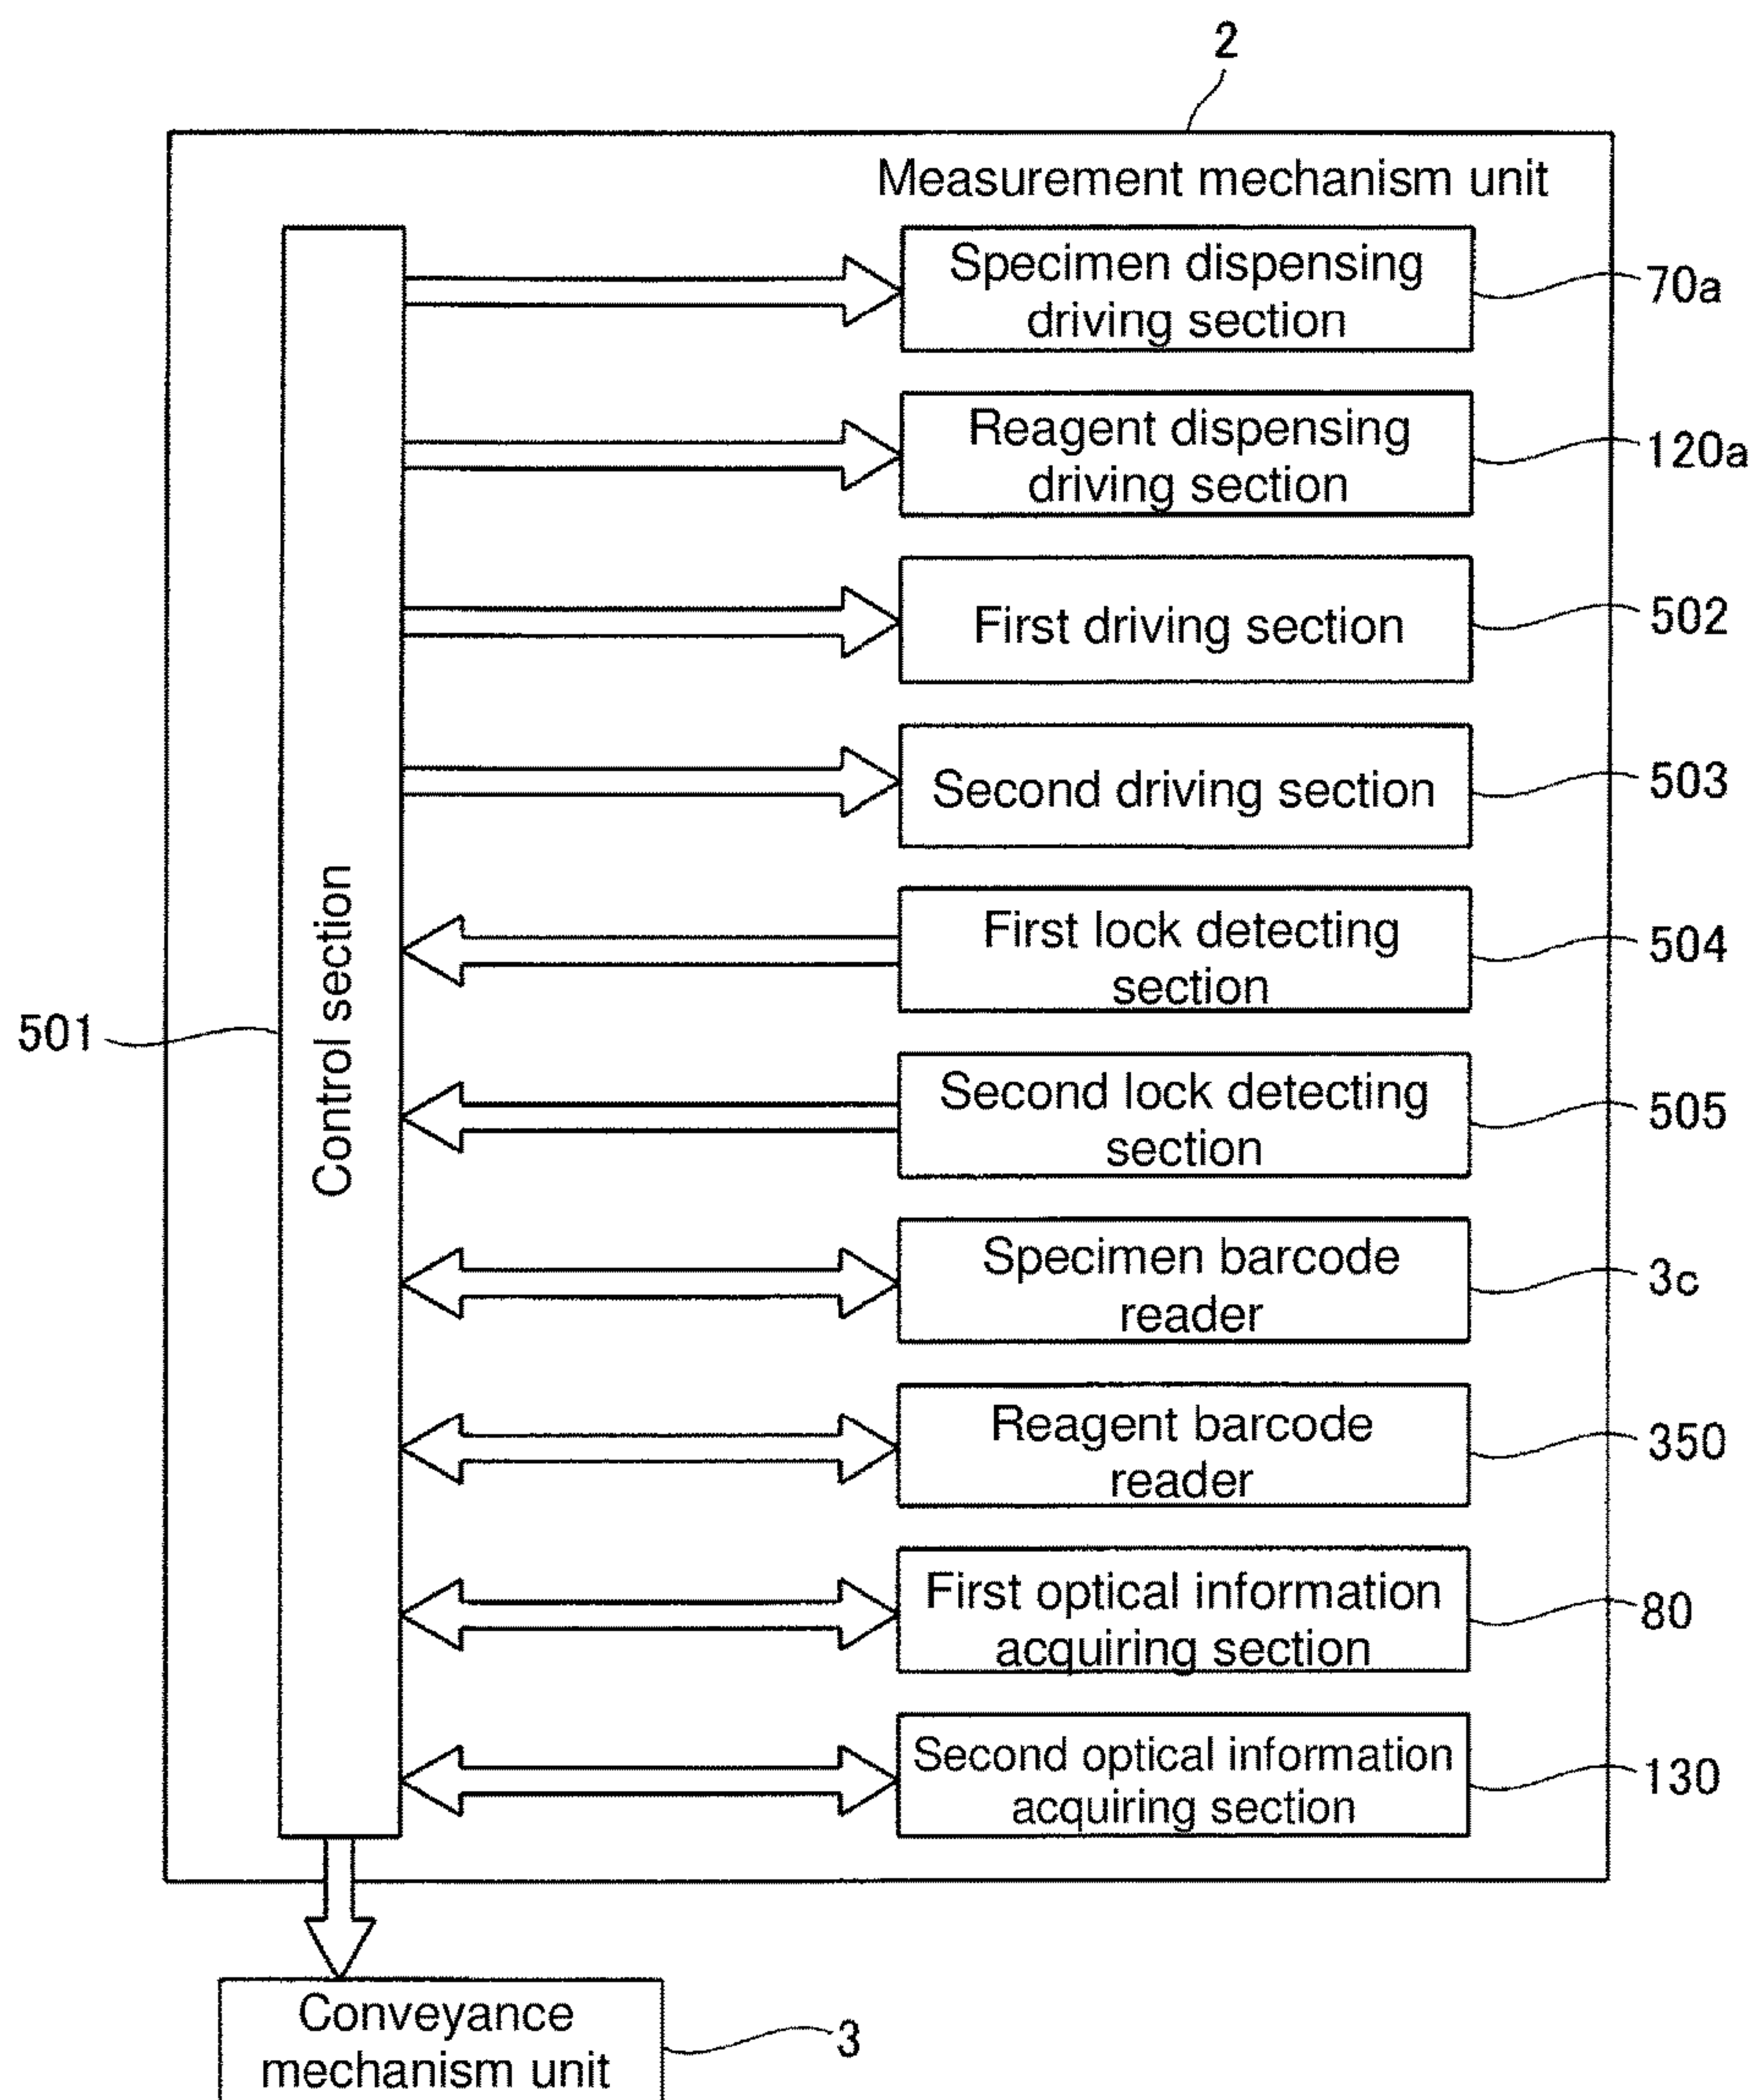 2
Measurement mechanism unit
Specimen dispensing
driving section
70a
Reagent dispensing
driving section
120a
First driving section
502
Second driving section
503
Control section
501
First lock detecting
section
504
Second lock detecting
section
505
Specimen barcode
reader
3c
Reagent barcode
reader
350
First optical information
acquiring section
80
Second optical information
acquiring section
130
Conveyance
mechanism unit
3